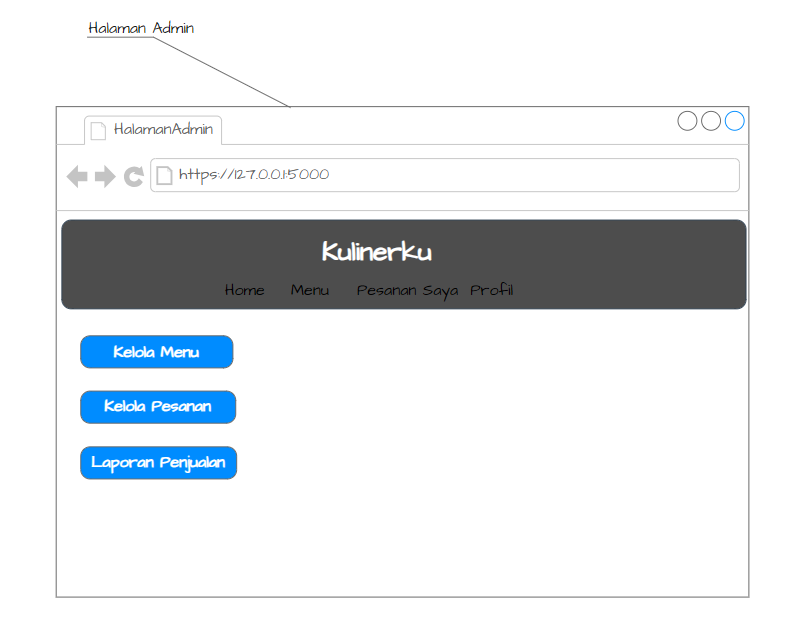 Halaman Admin
HalamanAdmin
https://127.0.0.1:5000
Kulinerku
Home Menu Pesanan Saya Profil
Kelola Menu
Kelola Pesanan
Laporan Penjualan